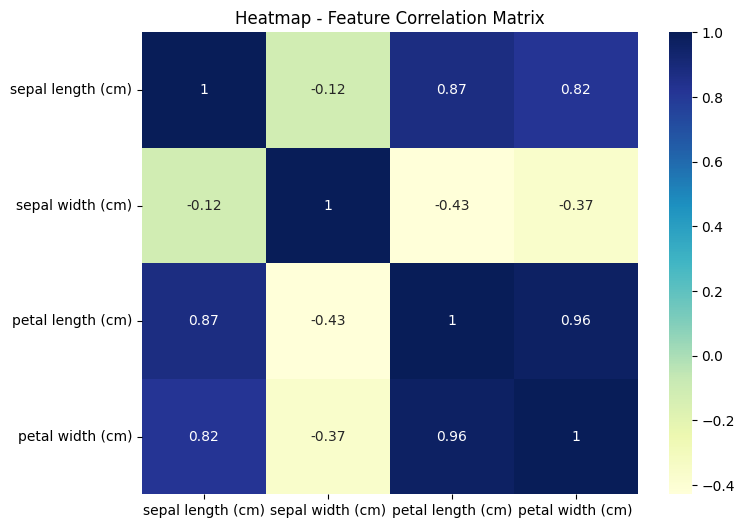 Heatmap - Feature Correlation Matrix
sepal length (cm) 1 -0.12 0.87 0.82
sepal width (cm) -0.12 1 -0.43 -0.37
petal length (cm) 0.87 -0.43 1 0.96
petal width (cm) 0.82 -0.37 0.96 1
sepal length (cm) sepal width (cm) petal length (cm) petal width (cm)
1.0
0.8
0.6
0.4
0.2
0.0
−0.2
−0.4